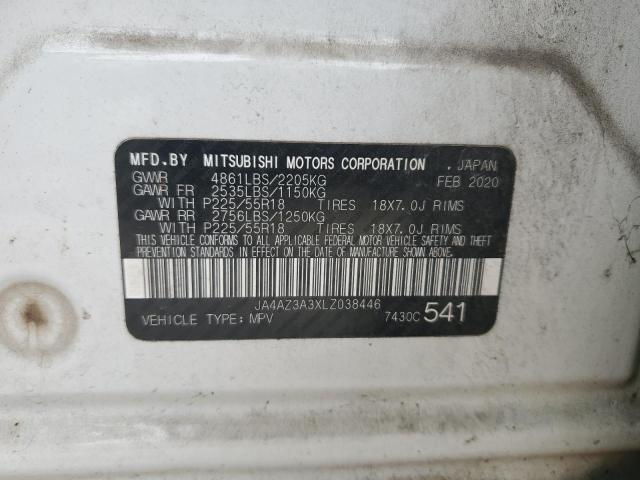 MFD.BY MITSUBISHI MOTORS CORPORATION . JAPAN
GVWR 4861LBS/2205KG FEB 2020
GAWR FR 2535LBS/1150KG
WITH P225/55R18 TIRES 18X7.0J RIMS
GAWR RR 2756LBS/1250KG
WITH P225/55R18 TIRES 18X7.0J RIMS
THIS VEHICLE CONFORMS TO ALL APPLICABLE FEDERAL MOTOR VEHICLE SAFETY AND THEFT
PREVENTION STANDARDS IN EFFECT ON THE DATE OF MANUFACTURE SHOWN ABOVE.
JA4AZ3A3XLZ038446
VEHICLE TYPE: MPV 7430C 541